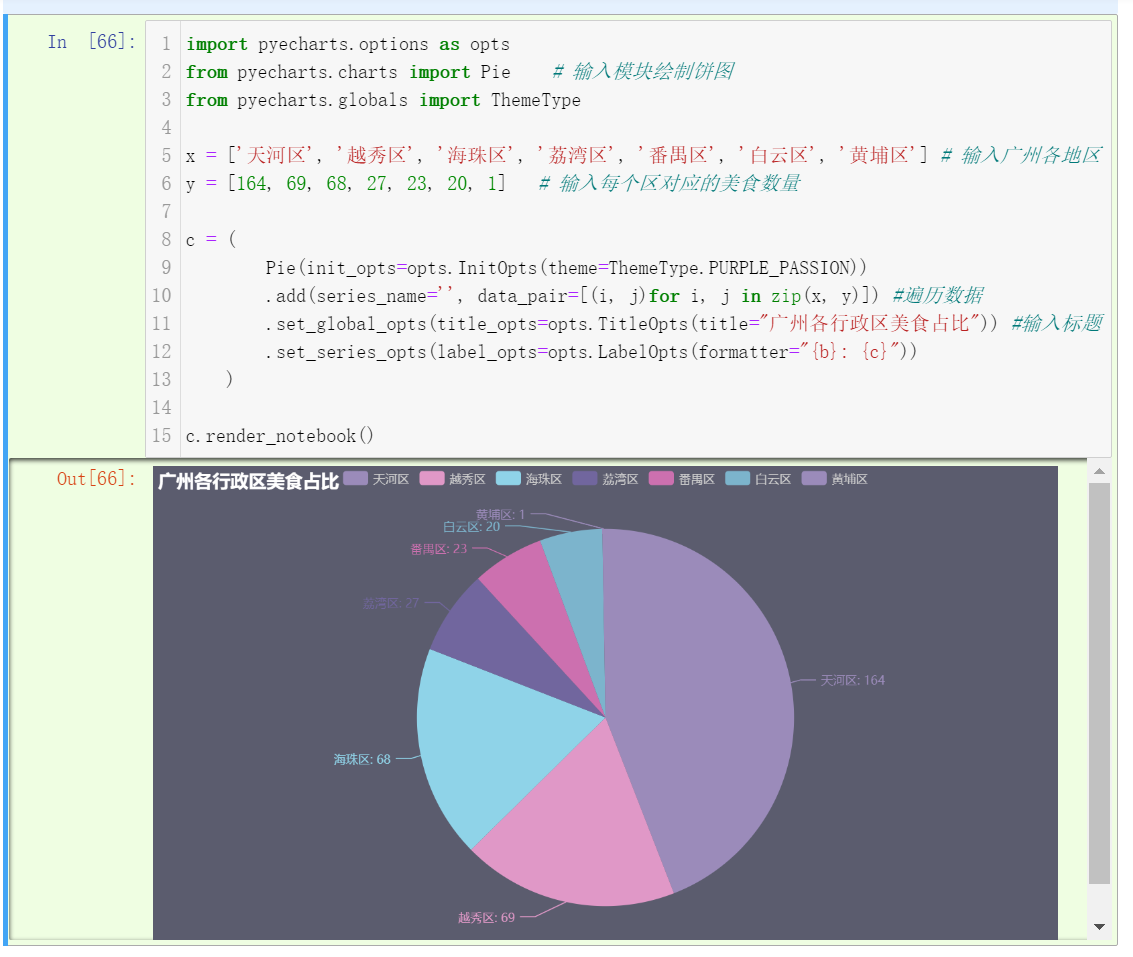 In [66]:
1 import pyecharts.options as opts
2 from pyecharts.charts import Pie # 输入模块绘制饼图
3 from pyecharts.globals import ThemeType
4
5 x = ['天河区', '越秀区', '海珠区', '荔湾区', '番禺区', '白云区', '黄埔区'] # 输入广州各地区
6 y = [164, 69, 68, 27, 23, 20, 1] # 输入每个区对应的美食数量
7
8 c = (
9 Pie(init_opts=opts.InitOpts(theme=ThemeType.PURPLE_PASSION))
10 .add(series_name='', data_pair=[(i, j)for i, j in zip(x, y)]) #遍历数据
11 .set_global_opts(title_opts=opts.TitleOpts(title="广州各行政区美食占比")) #输入标题
12 .set_series_opts(label_opts=opts.LabelOpts(formatter="{b}: {c}"))
13 )
14
15 c.render_notebook()
Out[66]:
广州各行政区美食占比 天河区 越秀区 海珠区 荔湾区 番禺区 白云区 黄埔区
黄埔区: 1
白云区: 20
番禺区: 23
荔湾区: 27
天河区: 164
海珠区: 68
越秀区: 69